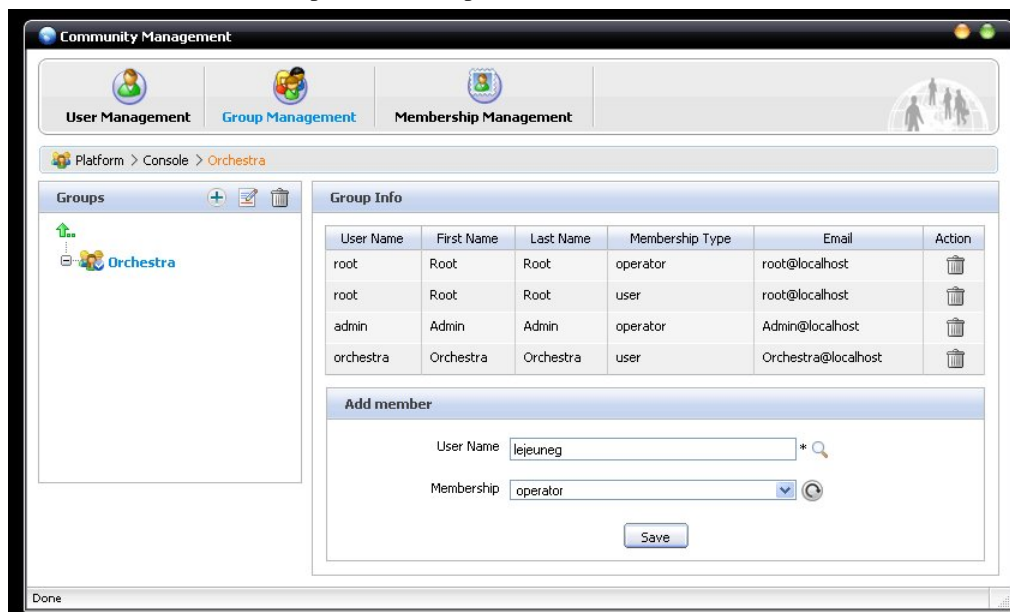 Community Management
User Management Group Management Membership Management
Platform > Console > Orchestra
Groups
Orchestra
Group Info
User Name First Name Last Name Membership Type Email Action
root Root Root operator root@localhost
root Root Root user root@localhost
admin Admin Admin operator Admin@localhost
orchestra Orchestra Orchestra user Orchestra@localhost
Add member
User Name lejeuneg *
Membership operator
Save
Done